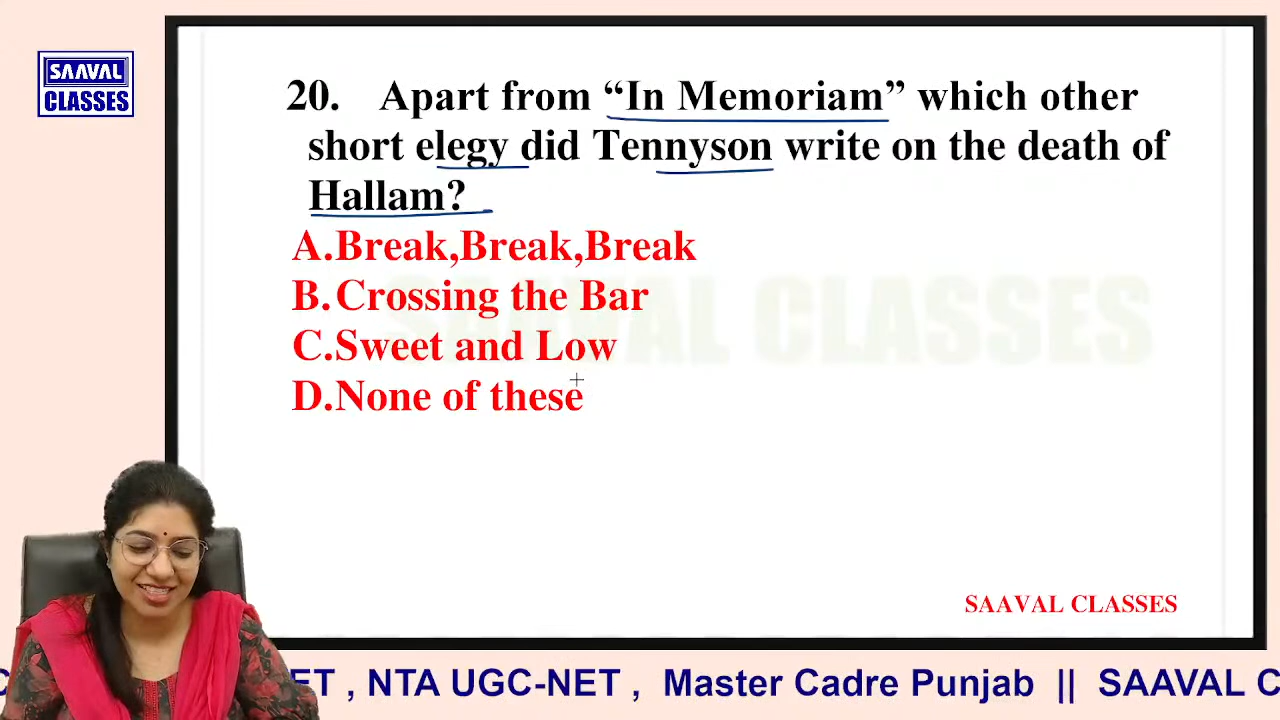 SAAVAL
CLASSES
20. Apart from “In Memoriam” which other
short elegy did Tennyson write on the death of
Hallam?
A.Break,Break,Break
B.Crossing the Bar
C.Sweet and Low
D.None of these
SAAVAL CLASSES
SAAVAL CLASSES
ET , NTA UGC-NET , Master Cadre Punjab || SAAVAL C